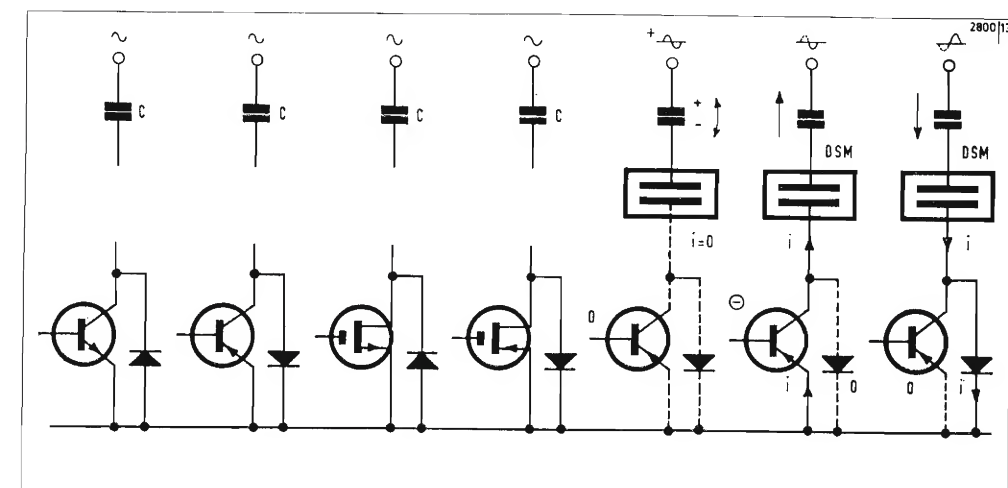 2800|13
~ ~ ~ ~ +
C C C C + -
DSM DSM
i=0 i i
0 ⊖
i 0 0 i